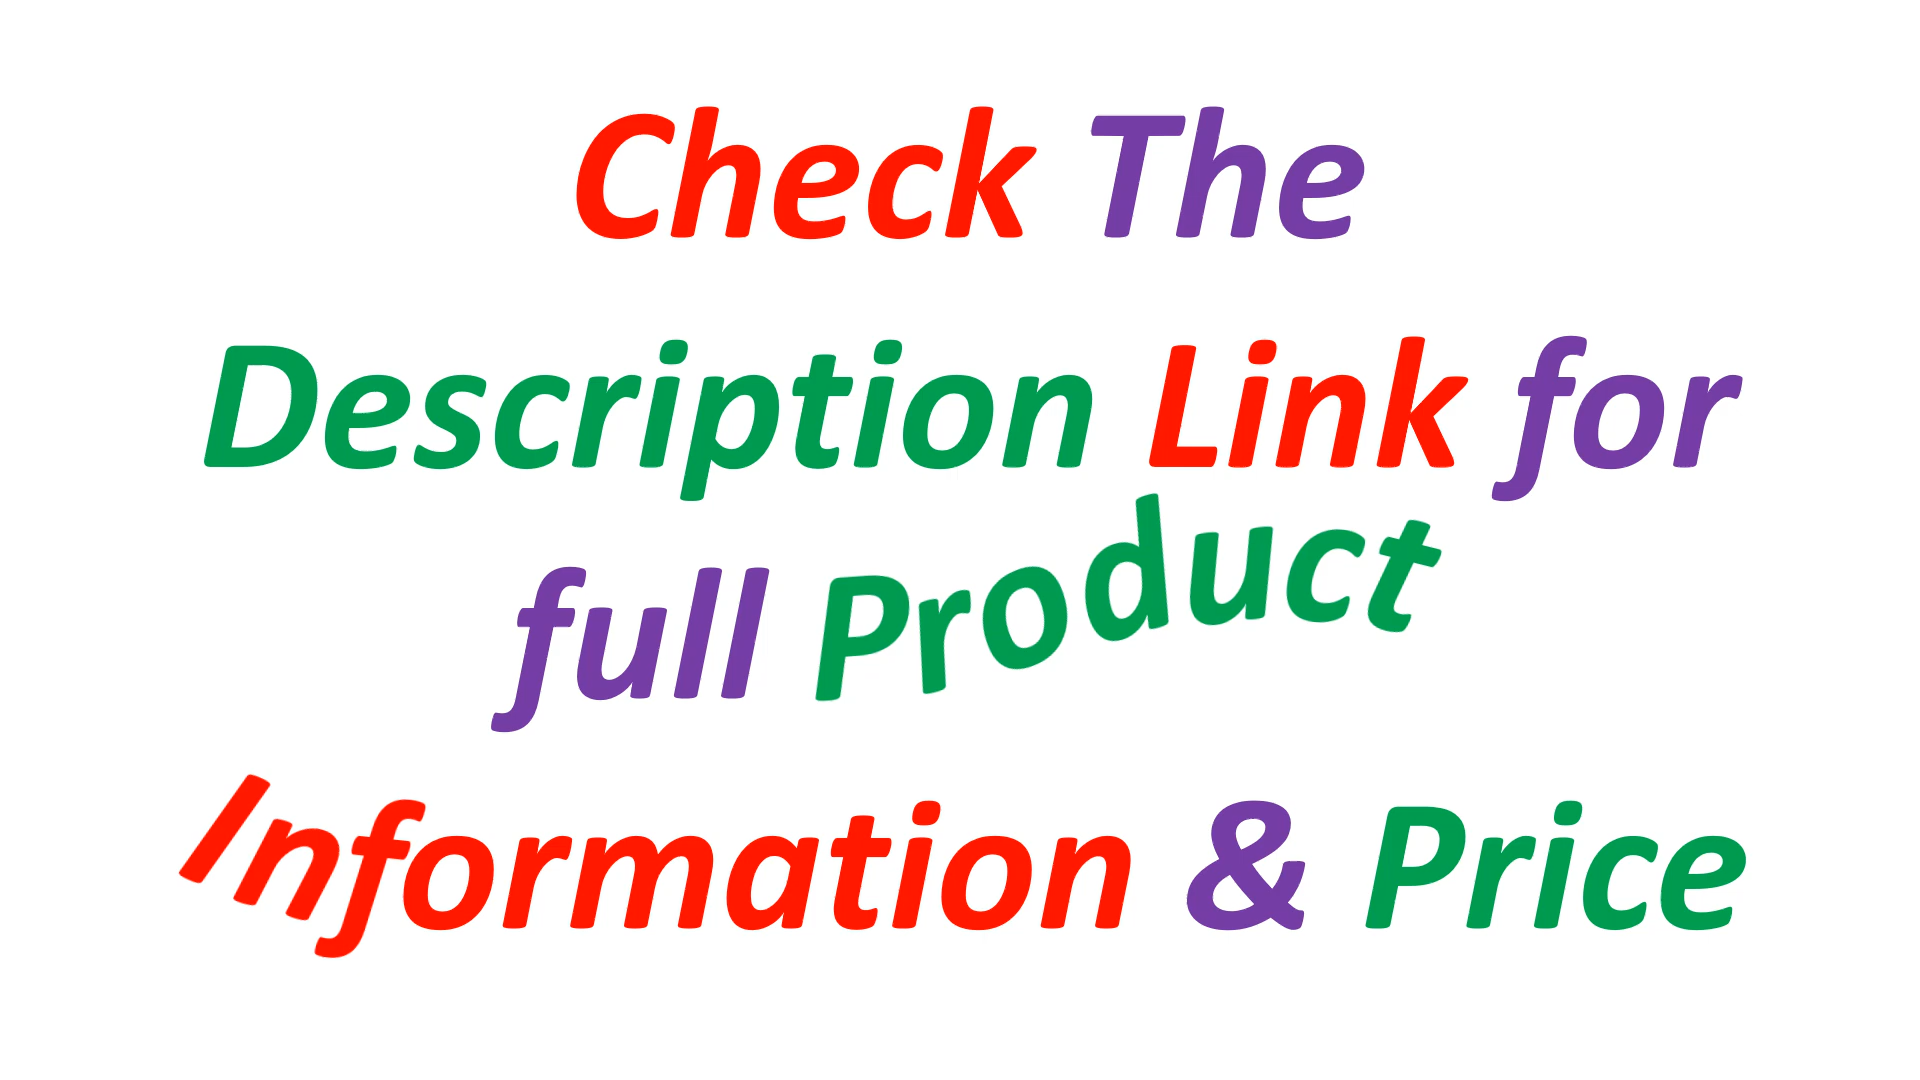 Check The
Description Link for
full Product
Information & Price